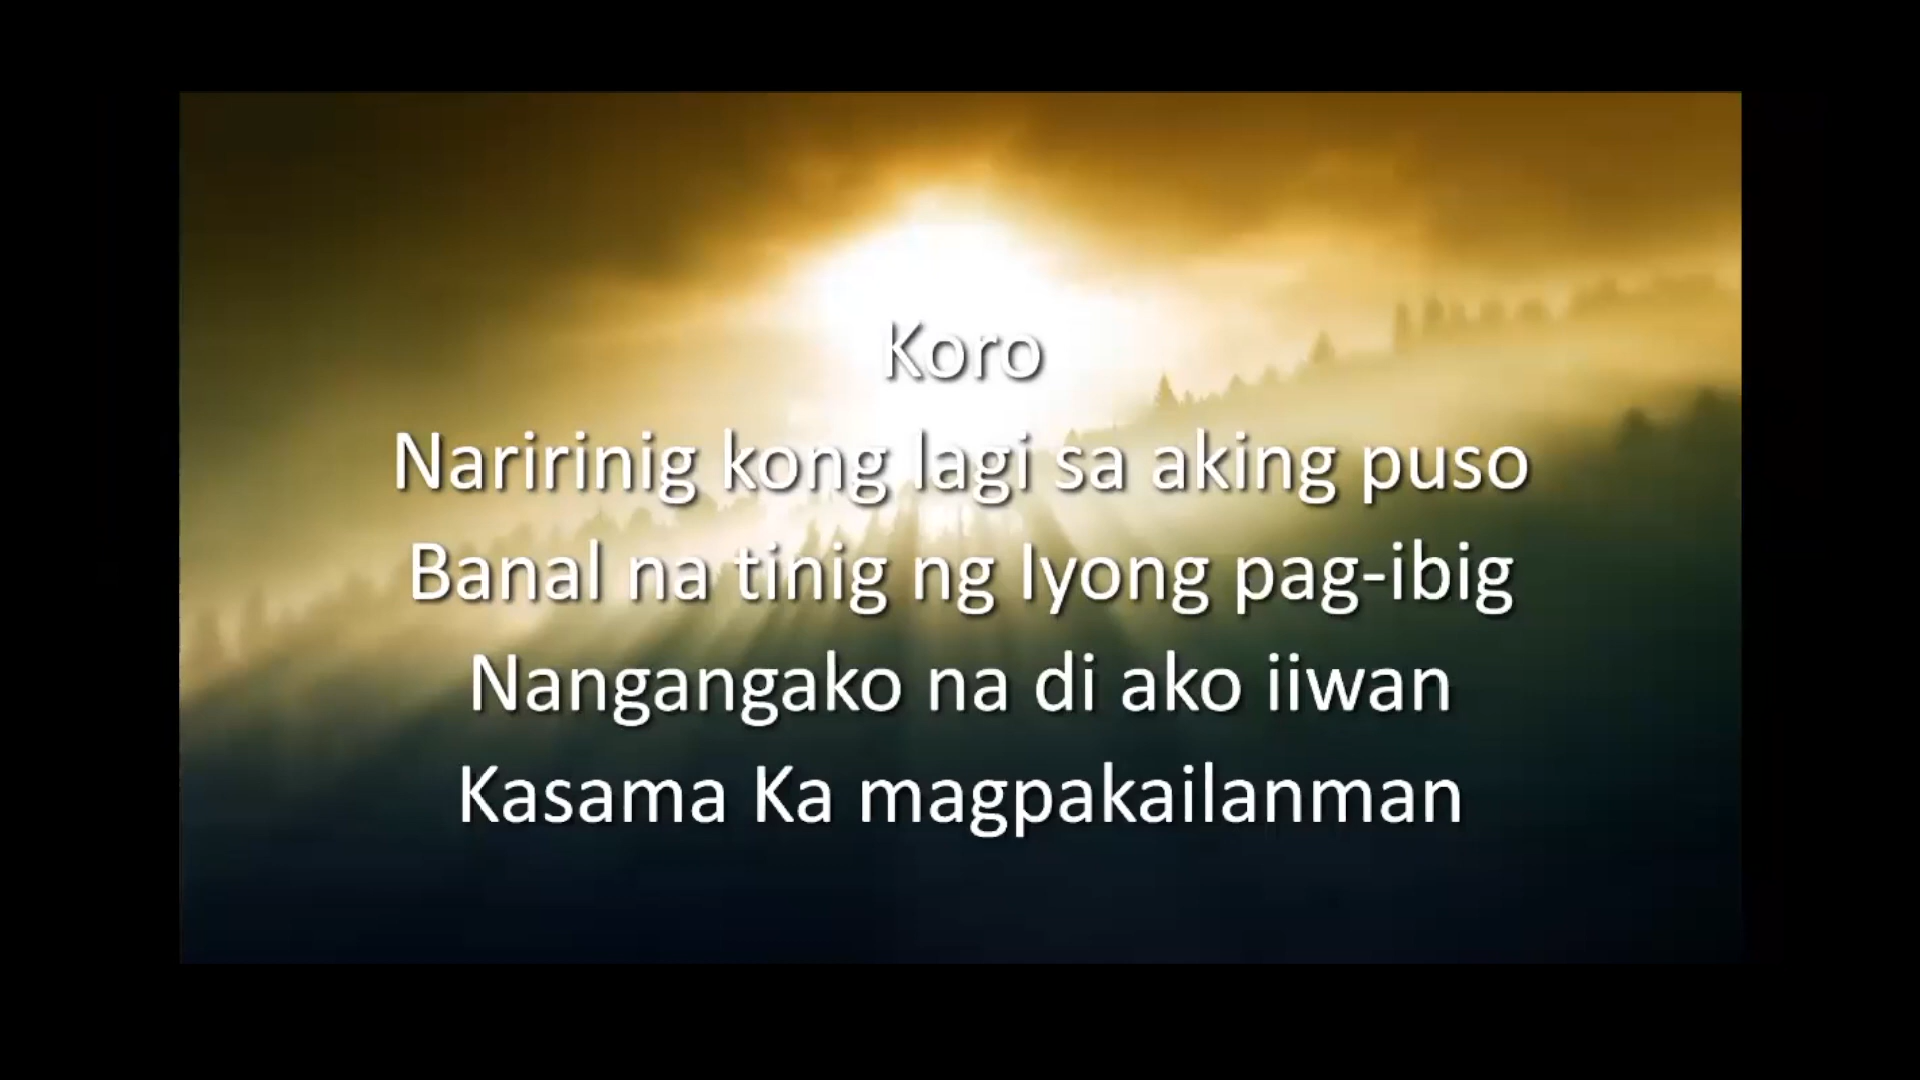 Koro
Naririnig kong lagi sa aking puso
Banal na tinig ng Iyong pag-ibig
Nangangako na di ako iiwan
Kasama Ka magpakailanman